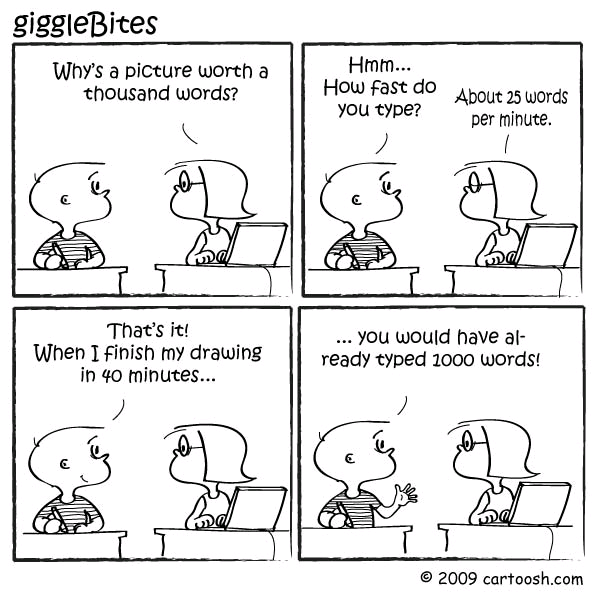 giggleBites
Why's a picture worth a
thousand words?
Hmm...
How fast do
you type?
About 25 words
per minute.
That's it!
When I finish my drawing
in 40 minutes...
... you would have al-
ready typed 1000 words!
© 2009 cartoosh.com